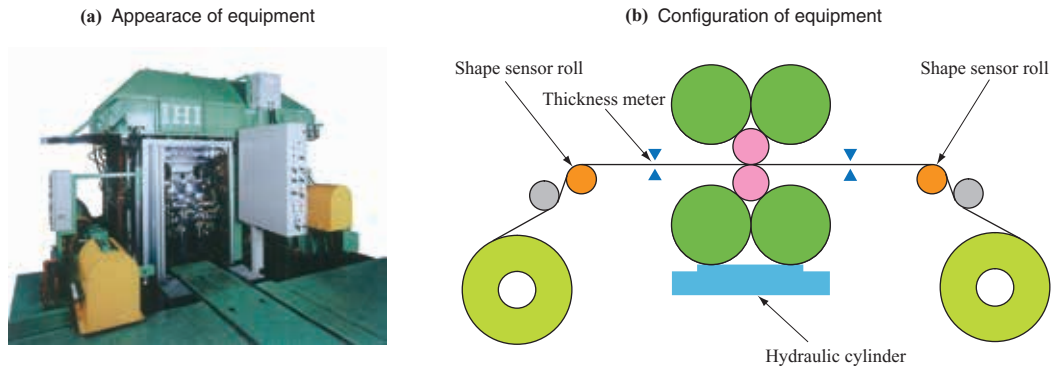 (a) Appearace of equipment
(b) Configuration of equipment
IHI
Shape sensor roll
Thickness meter
Shape sensor roll
Hydraulic cylinder